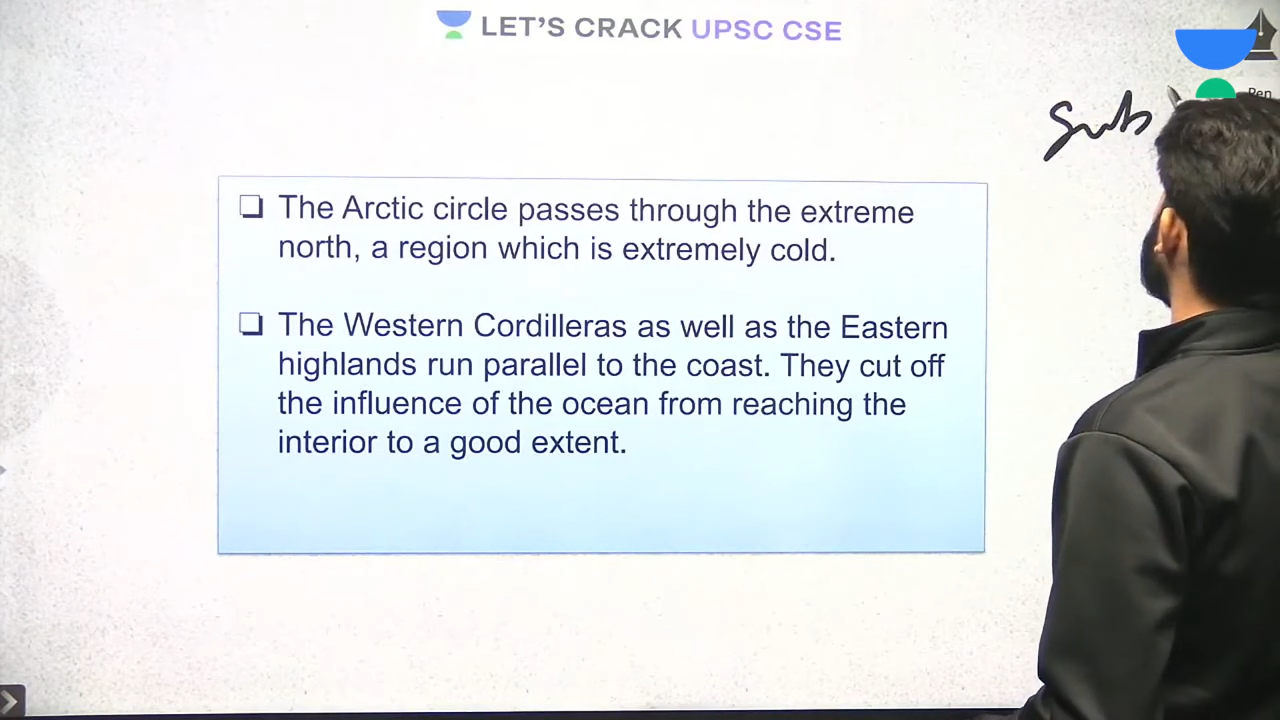 LET'S CRACK UPSC CSE
Pen
Sub
❑ The Arctic circle passes through the extreme
north, a region which is extremely cold.
❑ The Western Cordilleras as well as the Eastern
highlands run parallel to the coast. They cut off
the influence of the ocean from reaching the
interior to a good extent.